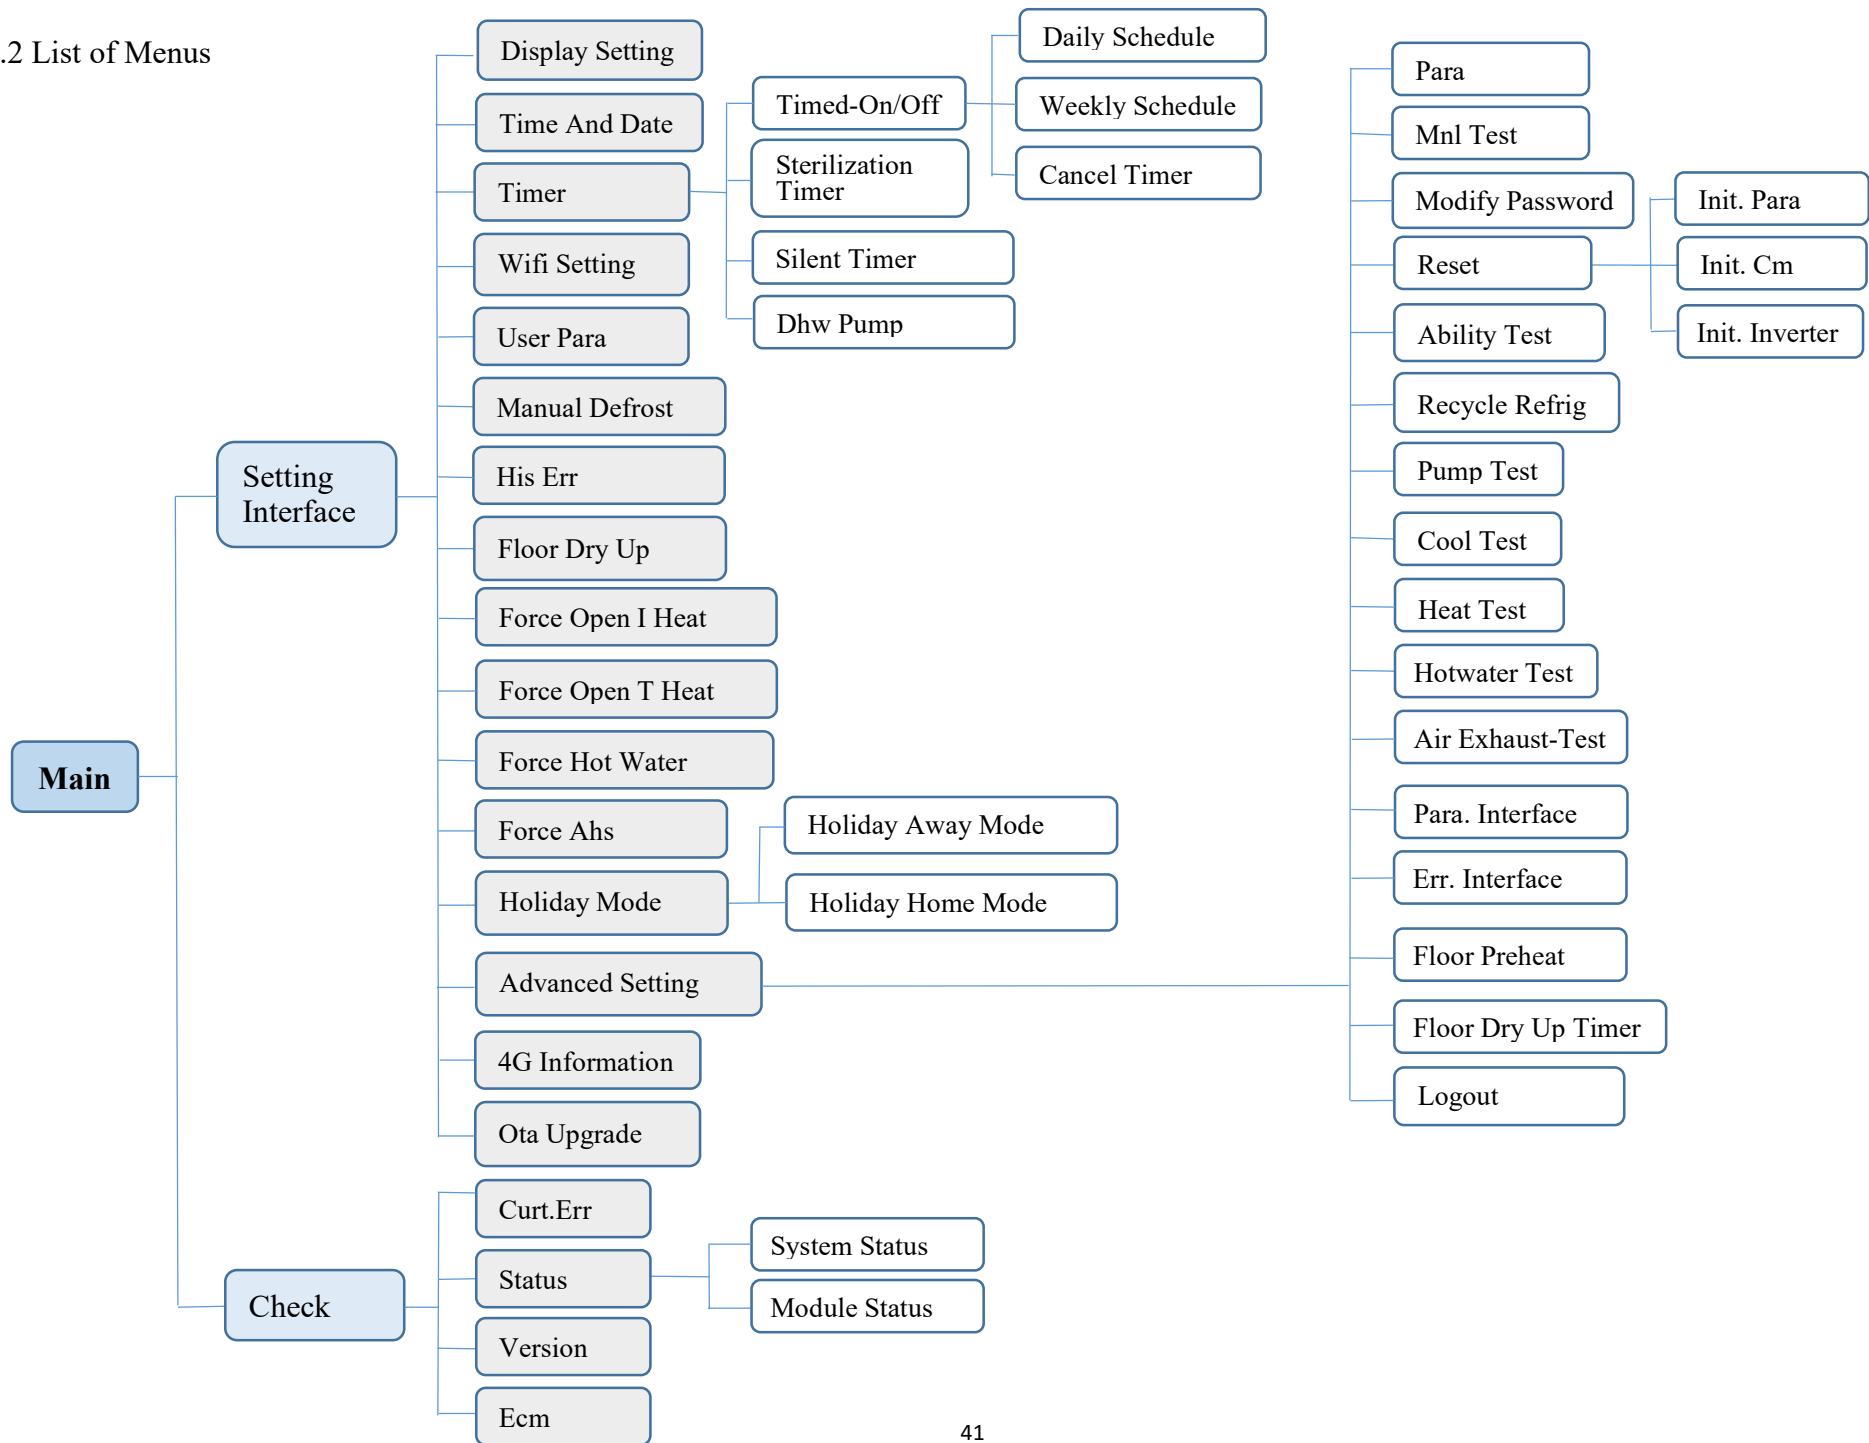 .2 List of Menus
Main
Setting
Interface
Display Setting
Time And Date
Timer
Timed-On/Off
Daily Schedule
Weekly Schedule
Cancel Timer
Sterilization
Timer
Silent Timer
Dhw Pump
Wifi Setting
User Para
Manual Defrost
His Err
Floor Dry Up
Force Open I Heat
Force Open T Heat
Force Hot Water
Force Ahs
Holiday Mode
Holiday Away Mode
Holiday Home Mode
Advanced Setting
Para
Mnl Test
Modify Password
Reset
Init. Para
Init. Cm
Init. Inverter
Ability Test
Recycle Refrig
Pump Test
Cool Test
Heat Test
Hotwater Test
Air Exhaust-Test
Para. Interface
Err. Interface
Floor Preheat
Floor Dry Up Timer
Logout
4G Information
Ota Upgrade
Check
Curt.Err
Status
System Status
Module Status
Version
Ecm
41